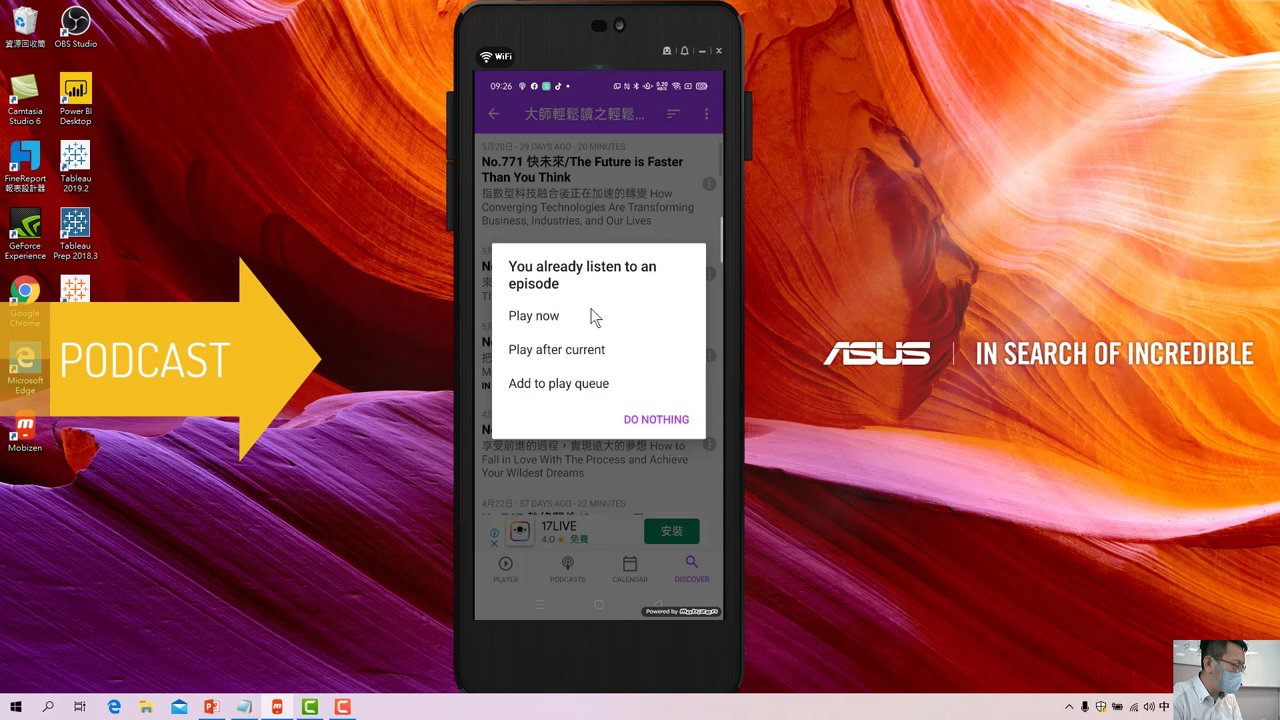 資源回收筒
OBS Studio
Camtasia
Studio 6
Power BI
Desktop
FineReport
報表設計器
Tableau
2019.2
GeForce
Experience
Tableau
Prep 2018.3
Google
Chrome
Microsoft
Edge
Mobizen
PODCAST
WiFi
09:26
大師輕鬆讀之輕鬆...
5月20日 - 29 DAYS AGO - 20 MINUTES
No.771 快未來/The Future is Faster
Than You Think
指數型科技融合後正在加速的轉變 How
Converging Technologies Are Transforming
Business, Industries, and Our Lives
You already listen to an
episode
Play now
Play after current
Add to play queue
DO NOTHING
享受前進的過程，實現遠大的夢想 How to
Fall in Love With The Process and Achieve
Your Wildest Dreams
4月22日 - 57 DAYS AGO - 22 MINUTES
17LIVE
4.0 ★ 免費
安裝
PLAYER
PODCASTS
CALENDAR
DISCOVER
Powered by mobizen
ASUS
IN SEARCH OF INCREDIBLE
中